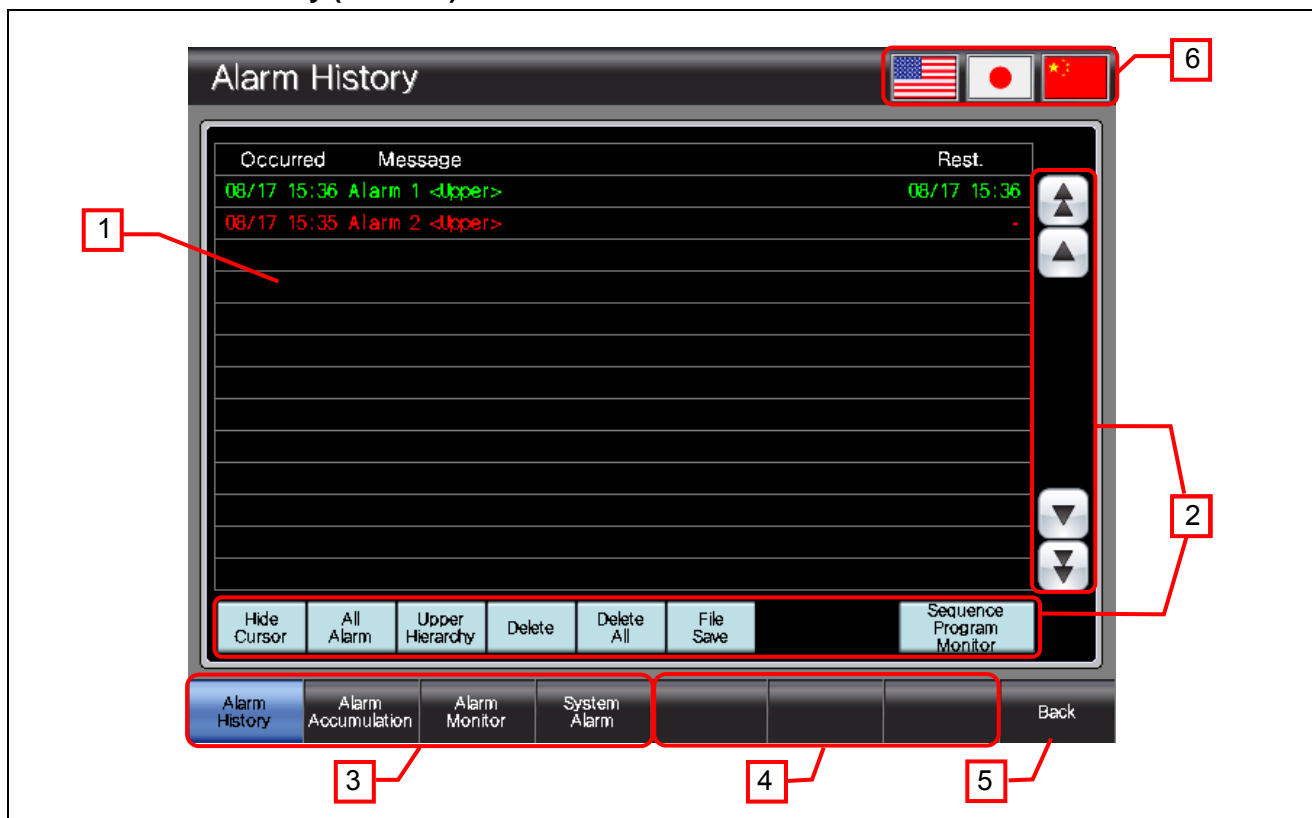 6
Alarm History
Occurred Message Rest.
08/17 15:36 Alarm 1 <Upper> 08/17 15:36
08/17 15:35 Alarm 2 <Upper> -
1
2
Hide
Cursor
All
Alarm
Upper
Hierarchy
Delete
Delete
All
File
Save
Sequence
Program
Monitor
Alarm
History
Alarm
Accumulation
Alarm
Monitor
System
Alarm
Back
3
4
5